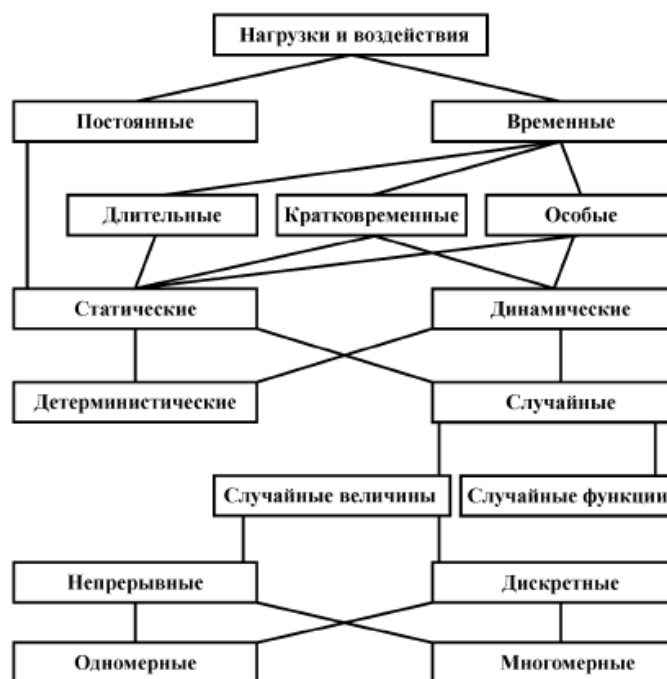 Нагрузки и воздействия
Постоянные
Временные
Длительные
Кратковременные
Особые
Статические
Динамические
Детерминистические
Случайные
Случайные величины
Случайные функции
Непрерывные
Дискретные
Одномерные
Многомерные